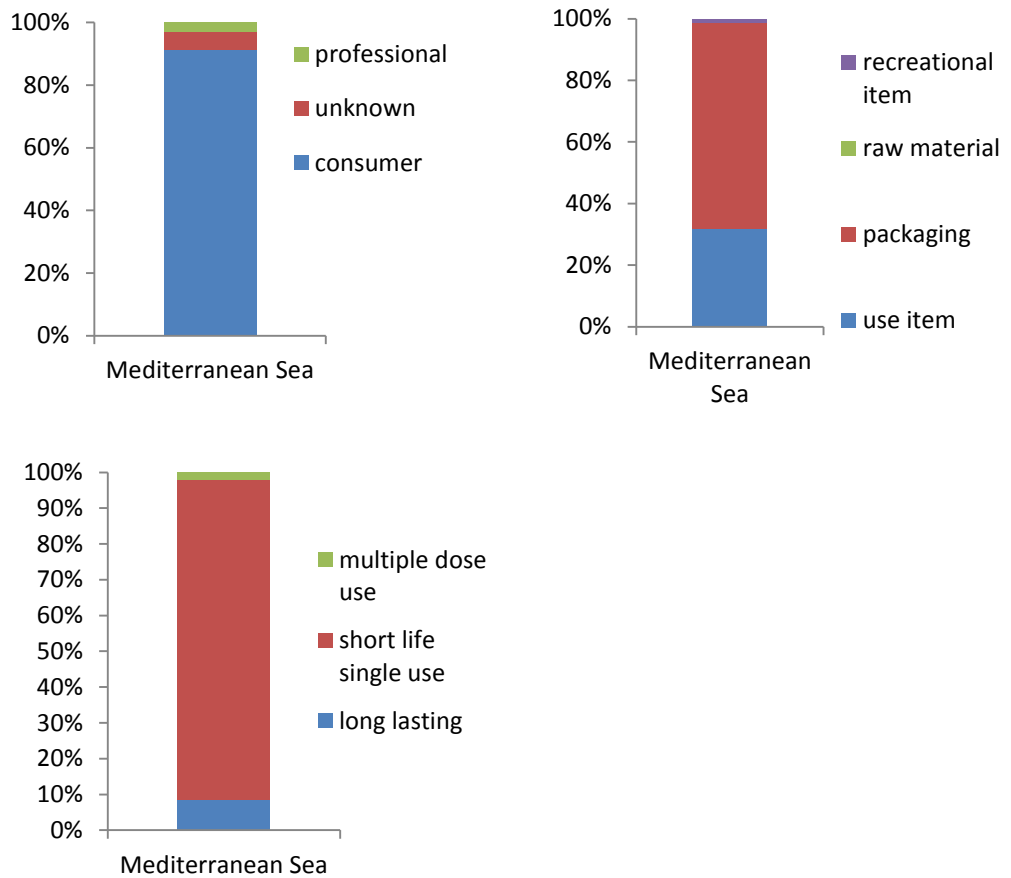 100%
80%
60%
40%
20%
0%
Mediterranean Sea
professional
unknown
consumer
100%
80%
60%
40%
20%
0%
Mediterranean
Sea
recreational
item
raw material
packaging
use item
100%
90%
80%
70%
60%
50%
40%
30%
20%
10%
0%
Mediterranean Sea
multiple dose
use
short life
single use
long lasting